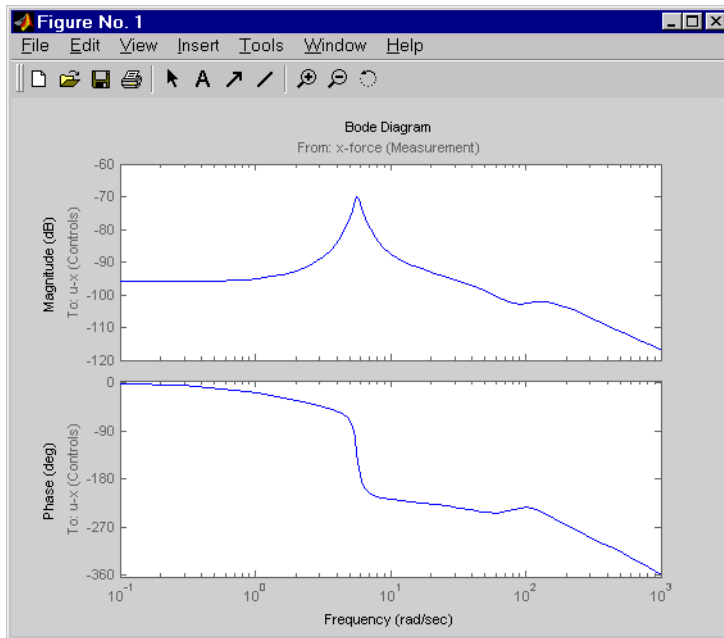 Figure No. 1
File Edit View Insert Tools Window Help
A
Bode Diagram
From: x-force (Measurement)
Magnitude (dB)
To: u-x (Controls)
-60
-70
-80
-90
-100
-110
-120
Phase (deg)
To: u-x (Controls)
0
-90
-180
-270
-360
10^-1 10^0 10^1 10^2 10^3
Frequency (rad/sec)